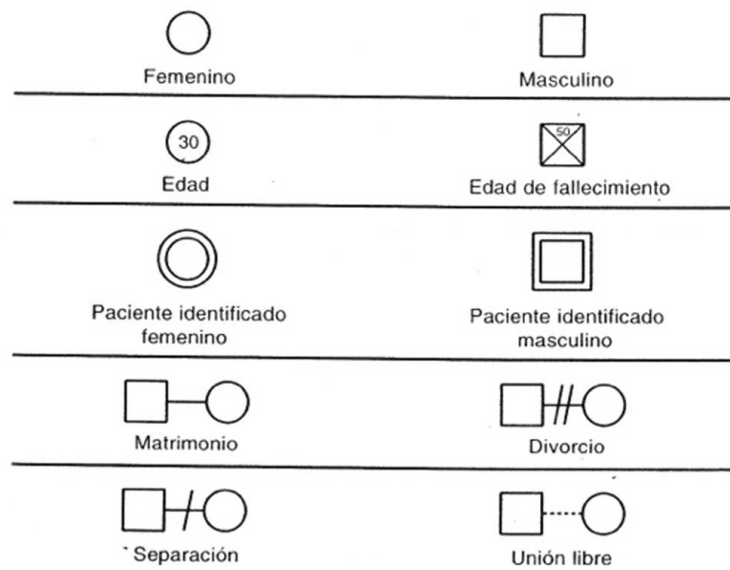 Femenino
Masculino
30
50
Edad
Edad de fallecimiento
Paciente identificado
femenino
Paciente identificado
masculino
Matrimonio
Divorcio
Separación
Unión libre